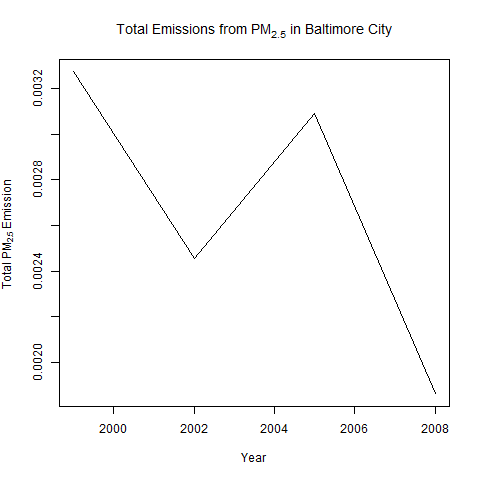 Total Emissions from PM2.5 in Baltimore City
Total PM2.5 Emission
0.0032
0.0028
0.0024
0.0020
2000 2002 2004 2006 2008
Year